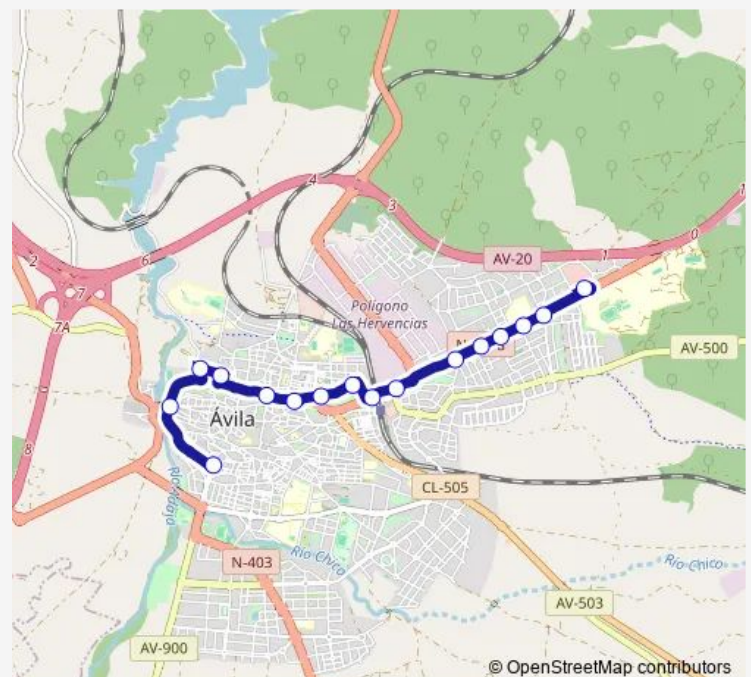 4
3
AV-20
1
0
1
2
6
7
7A
8
Polígono
Las Hervencias
AV-500
Ávila
Río Adaja
CL-505
N-403
Río Chico
Río Chico
AV-503
AV-900
© OpenStreetMap contributors